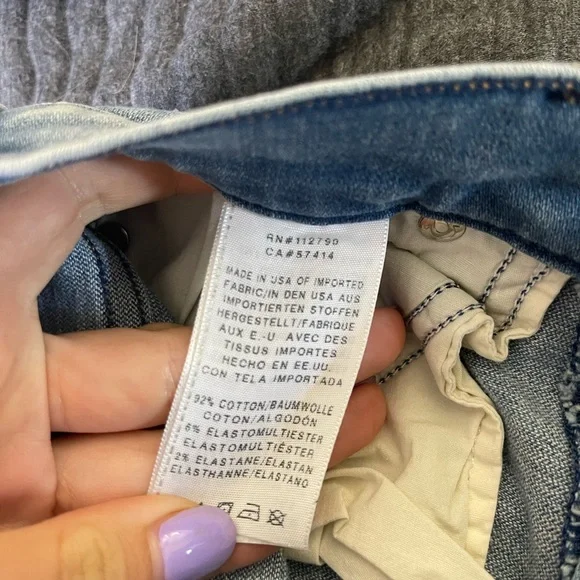 RN#112790
CA#57414
MADE IN USA OF IMPORTED
FABRIC/IN DEN USA AUS
IMPORTIERTEN STOFFEN
HERGESTELLT/FABRIQUE
AUX E.-U AVEC DES
TISSUS IMPORTES
HECHO EN EE.UU.
CON TELA IMPORTADA
92% COTTON/BAUMWOLLE
COTON/ALGODÓN
6% ELASTOMULTIESTER
ELASTOMULTIÉSTER
2% ELASTANE/ELASTAN
ELASTHANNE/ELASTANO